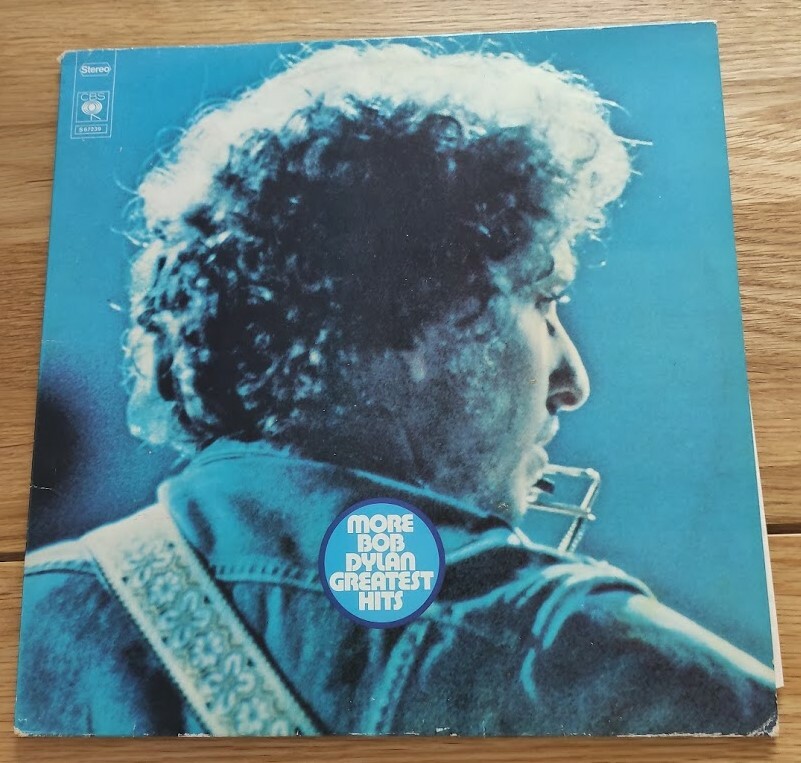 Stereo
CBS
S 67239
MORE
BOB
DYLAN
GREATEST
HITS